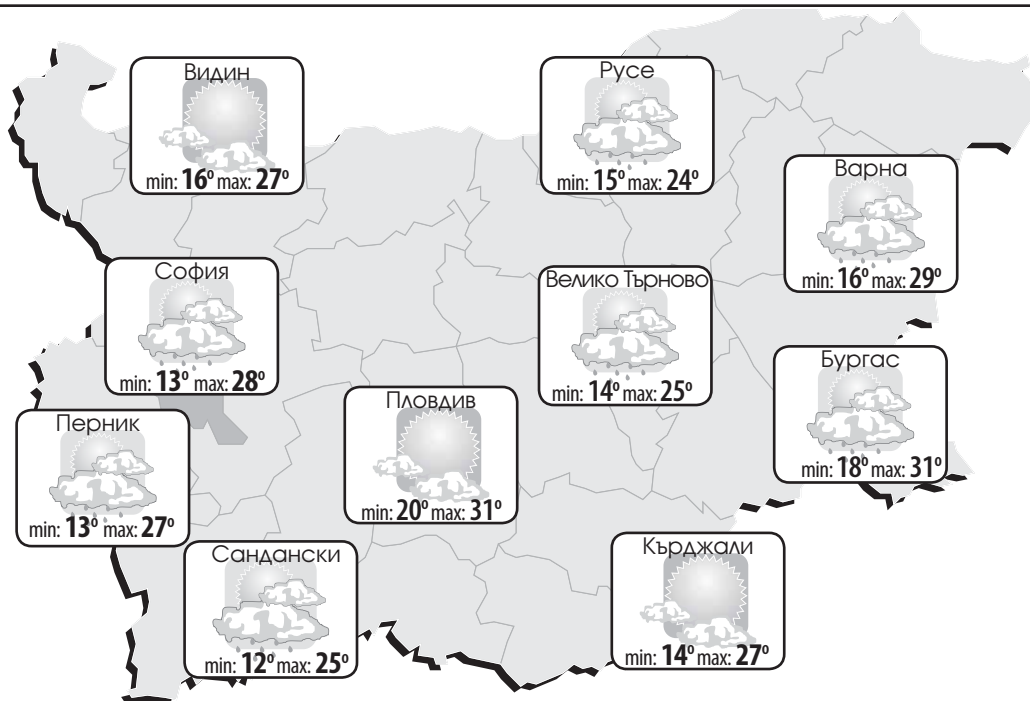 Видин
min: 16° max: 27°
Русе
min: 15° max: 24°
Варна
min: 16° max: 29°
София
min: 13° max: 28°
Велико Търново
min: 14° max: 25°
Бургас
min: 18° max: 31°
Пловдив
min: 20° max: 31°
Перник
min: 13° max: 27°
Сандански
min: 12° max: 25°
Кърджали
min: 14° max: 27°